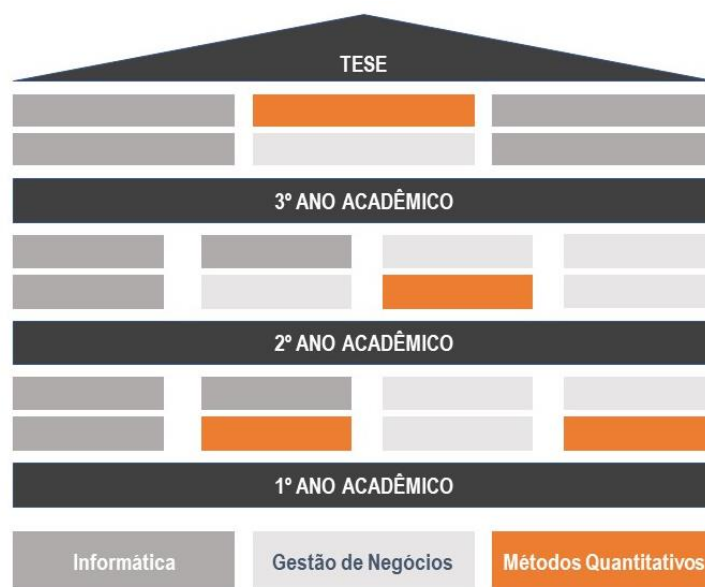 TESE
3º ANO ACADÊMICO
2º ANO ACADÊMICO
1º ANO ACADÊMICO
Informática
Gestão de Negócios
Métodos Quantitativos